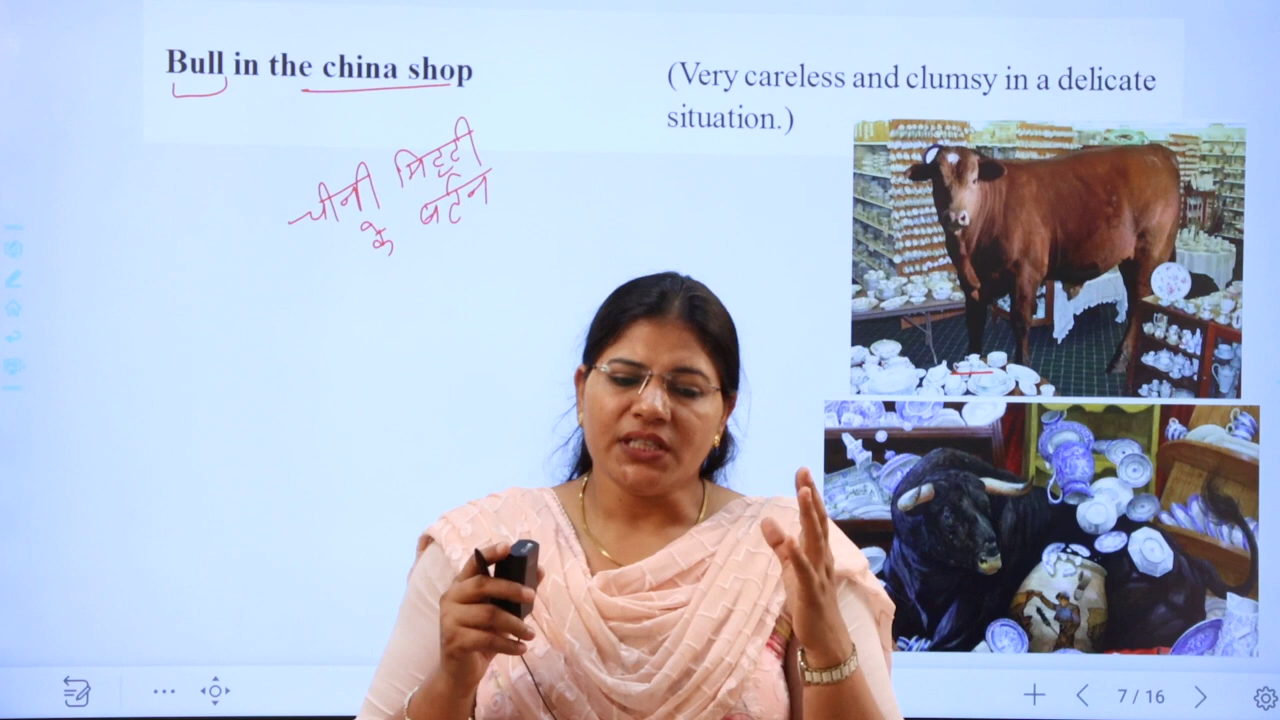 Bull in the china shop
(Very careless and clumsy in a delicate
situation.)
चीनी मिट्टी
के बर्तन
7 / 16